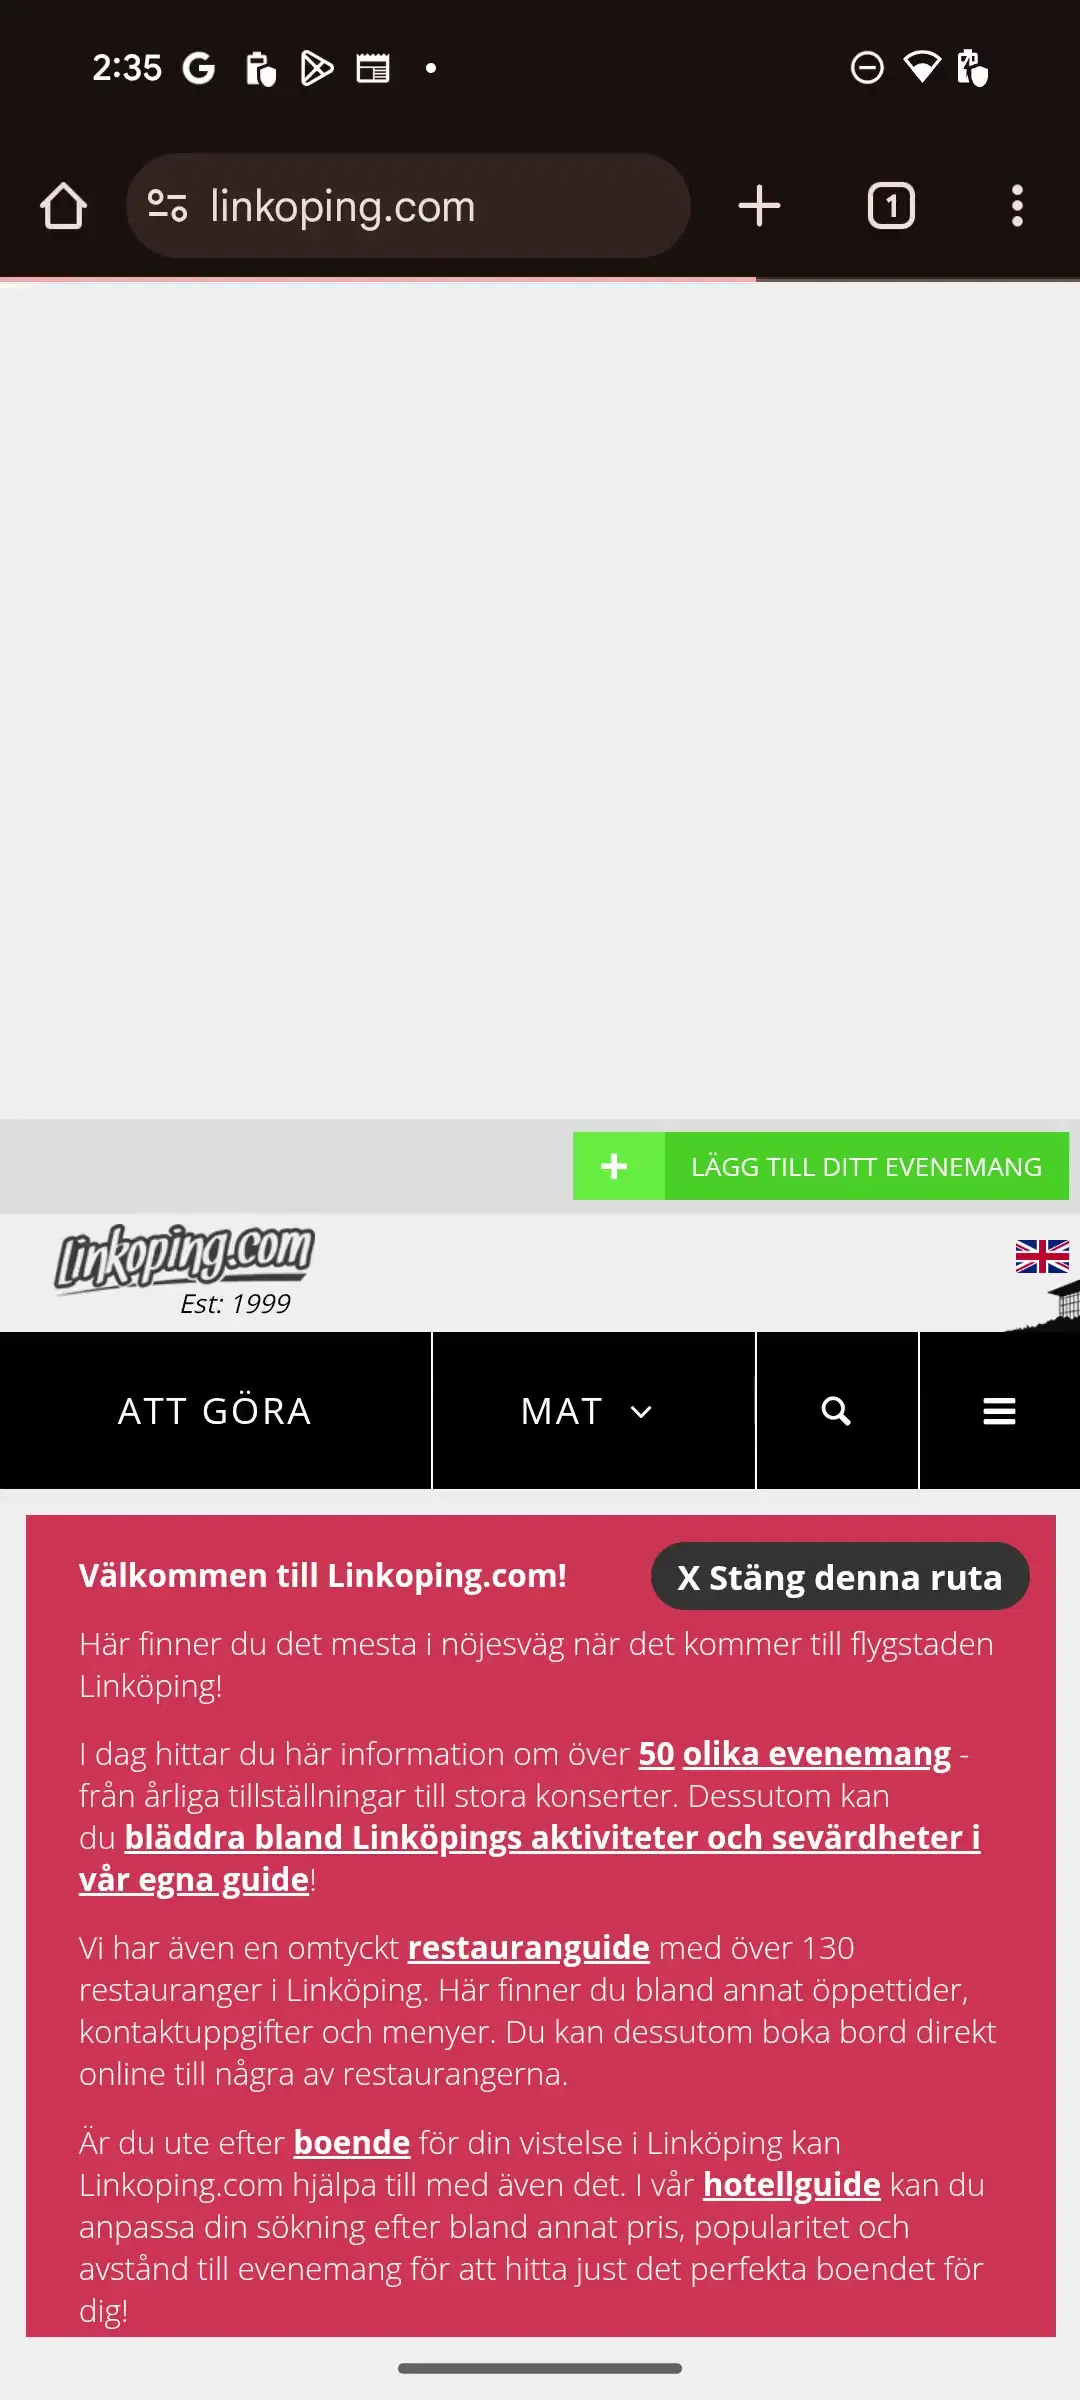 2:35
linkoping.com
1
LÄGG TILL DITT EVENEMANG
linkoping.com
Est: 1999
ATT GÖRA
MAT
Välkommen till Linkoping.com!
X Stäng denna ruta
Här finner du det mesta i nöjesväg när det kommer till flygstaden
Linköping!
I dag hittar du här information om över 50 olika evenemang -
från årliga tillställningar till stora konserter. Dessutom kan
du bläddra bland Linköpings aktiviteter och sevärdheter i
vår egna guide!
Vi har även en omtyckt restauranguide med över 130
restauranger i Linköping. Här finner du bland annat öppettider,
kontaktuppgifter och menyer. Du kan dessutom boka bord direkt
online till några av restaurangerna.
Är du ute efter boende för din vistelse i Linköping kan
Linkoping.com hjälpa till med även det. I vår hotellguide kan du
anpassa din sökning efter bland annat pris, popularitet och
avstånd till evenemang för att hitta just det perfekta boendet för
dig!